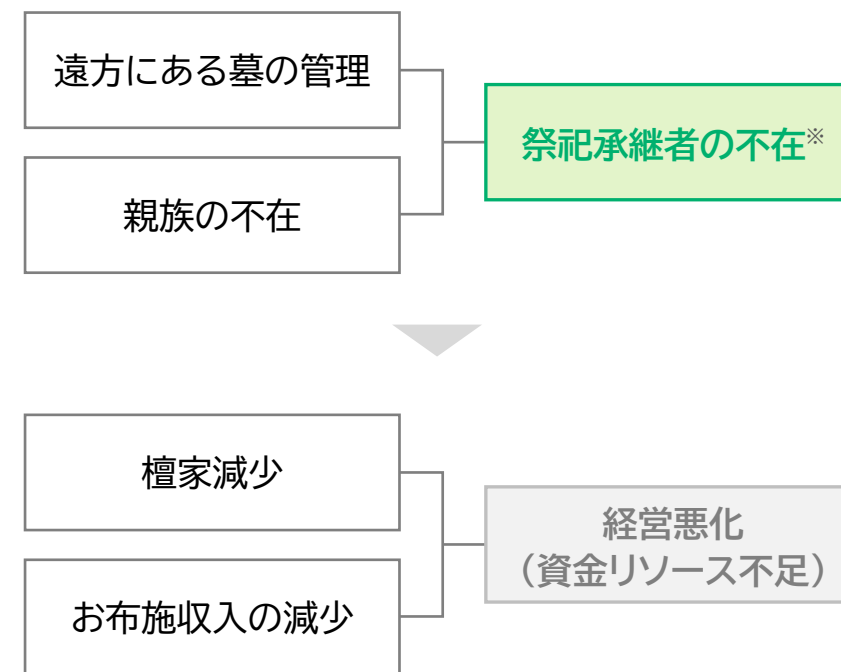 遠方にある墓の管理
祭祀承継者の不在※
親族の不在
檀家減少
経営悪化
（資金リソース不足）
お布施収入の減少